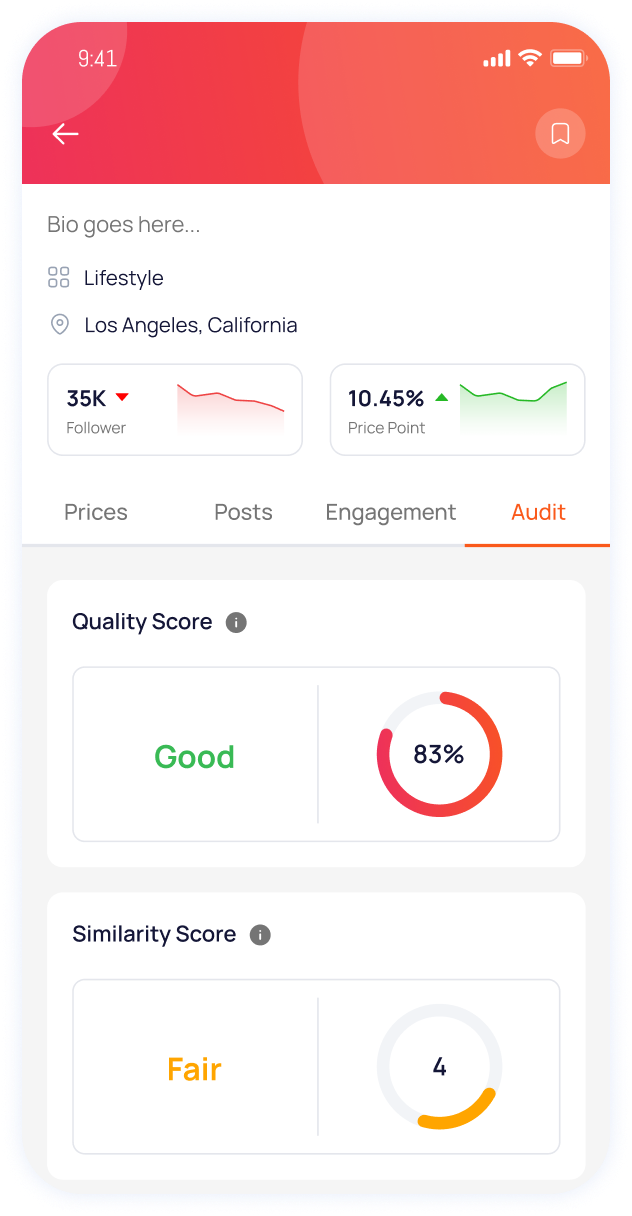 9:41
Bio goes here...
Lifestyle
Los Angeles, California
35K
Follower
10.45%
Price Point
Prices Posts Engagement Audit
Quality Score i
Good 83%
Similarity Score i
Fair 4